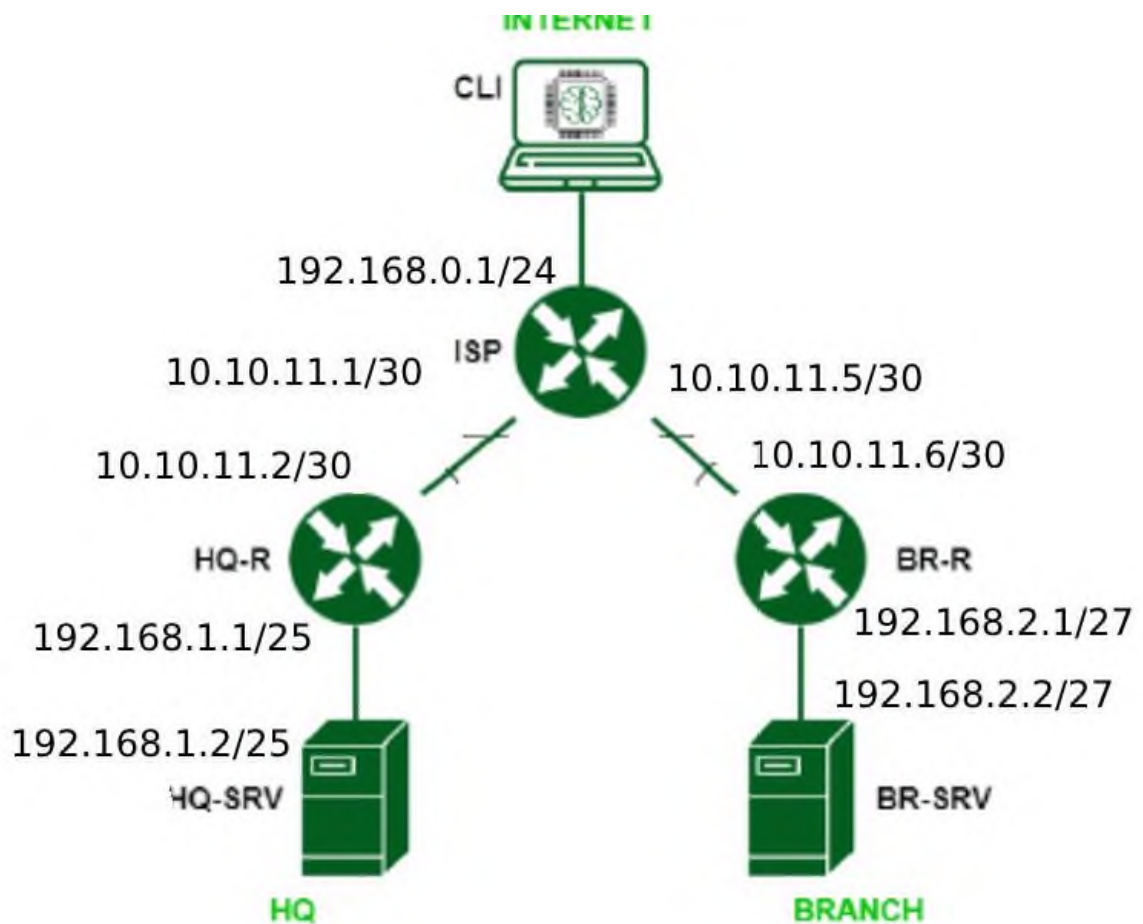 INTERNET
CLI
192.168.0.1/24
ISP
10.10.11.1/30
10.10.11.5/30
10.10.11.2/30
10.10.11.6/30
HQ-R
BR-R
192.168.1.1/25
192.168.2.1/27
192.168.2.2/27
192.168.1.2/25
HQ-SRV
BR-SRV
HQ
BRANCH